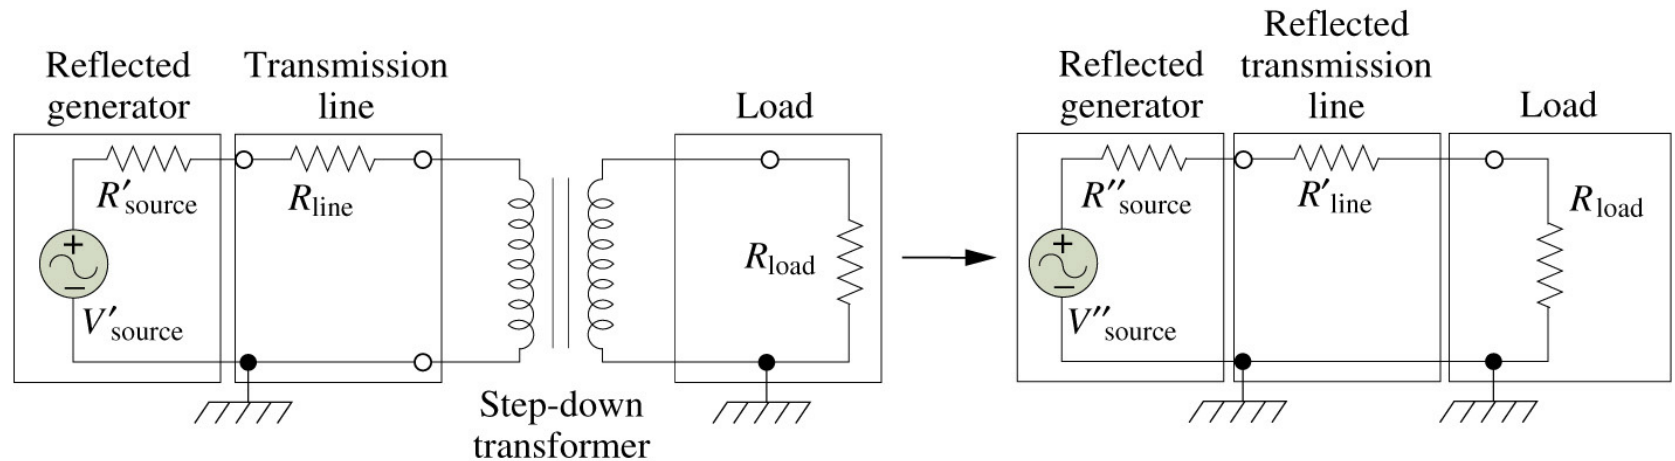 Reflected
generator
Transmission
line
Load
R′source
Rline
Rload
+
−
V′source
Step-down
transformer
Reflected
generator
Reflected
transmission
line
Load
R″source
R′line
Rload
+
−
V″source